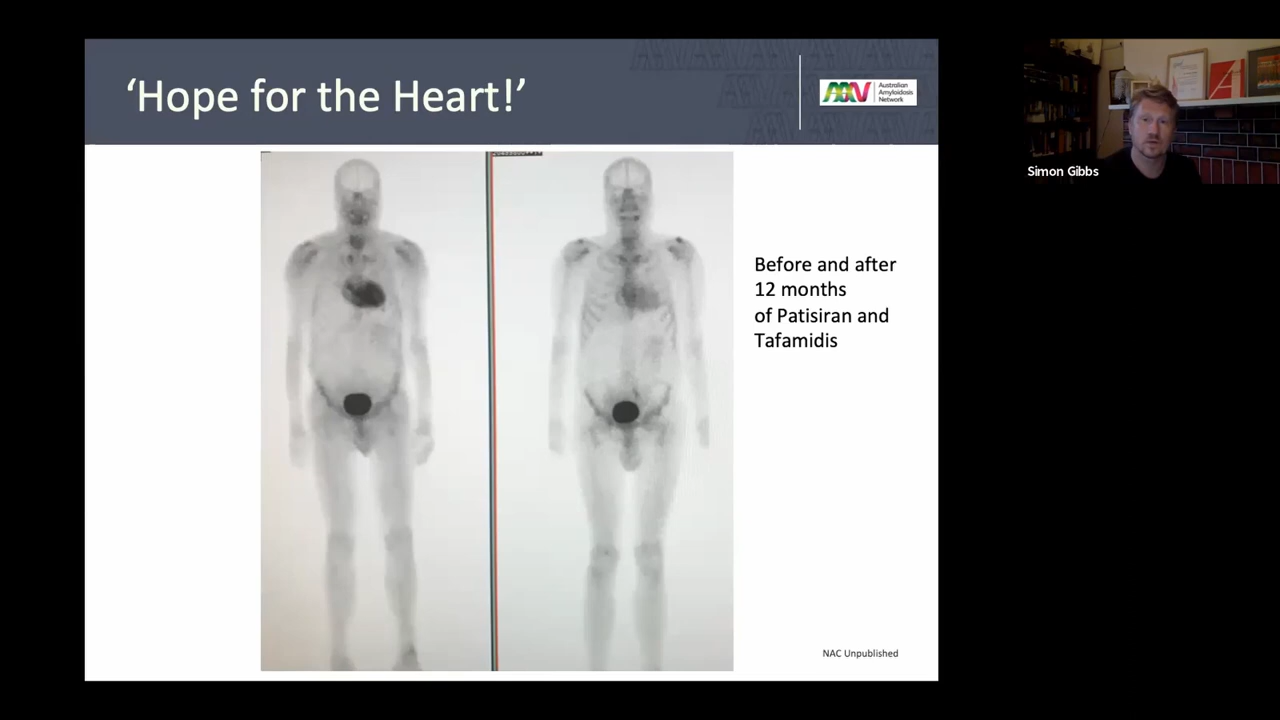 ‘Hope for the Heart!’
AAN
Australian
Amyloidosis
Network
Before and after
12 months
of Patisiran and
Tafamidis
NAC Unpublished
Simon Gibbs